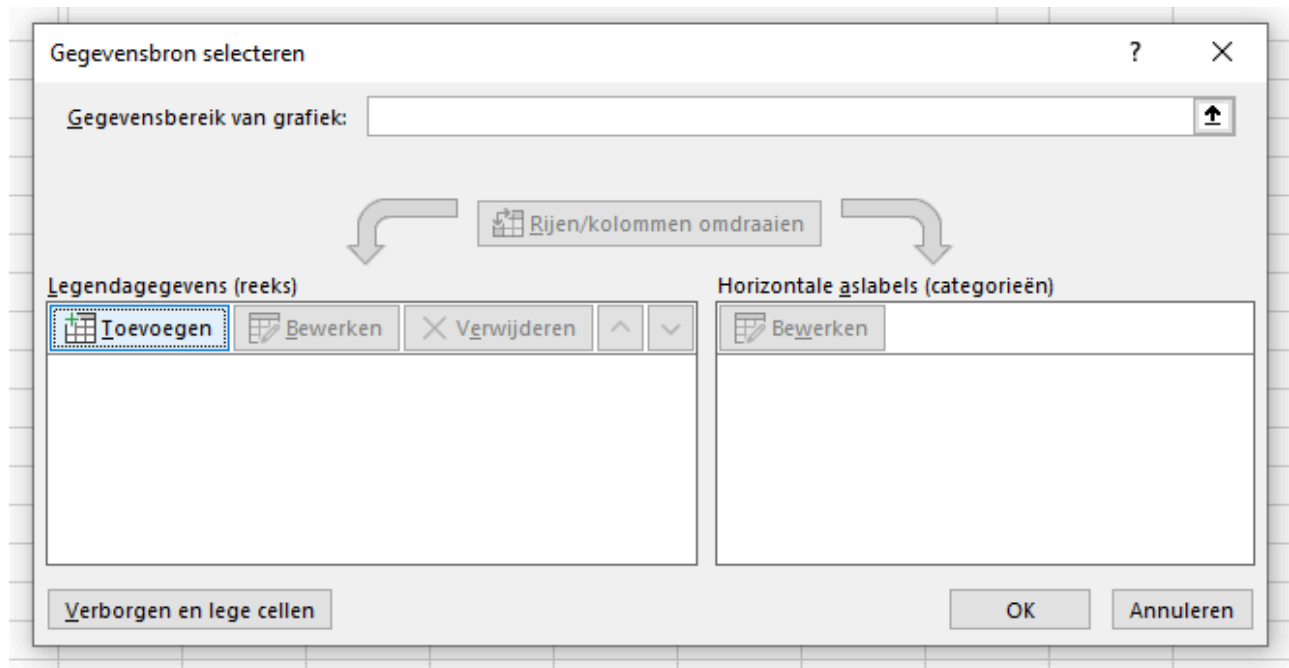 Gegevensbron selecteren ?
Gegevensbereik van grafiek:
Rijen/kolommen omdraaien
Legendagegevens (reeks)
Toevoegen Bewerken Verwijderen
Horizontale aslabels (categorieën)
Bewerken
Verborgen en lege cellen
OK Annuleren